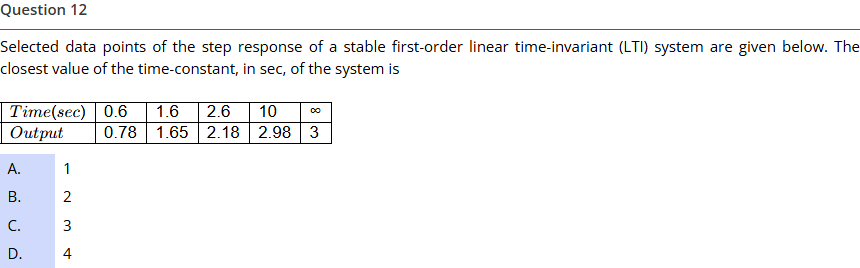 Question 12
Selected data points of the step response of a stable first-order linear time-invariant (LTI) system are given below. The
closest value of the time-constant, in sec, of the system is
Time(sec) 0.6 1.6 2.6 10 ∞
Output 0.78 1.65 2.18 2.98 3
A. 1
B. 2
C. 3
D. 4